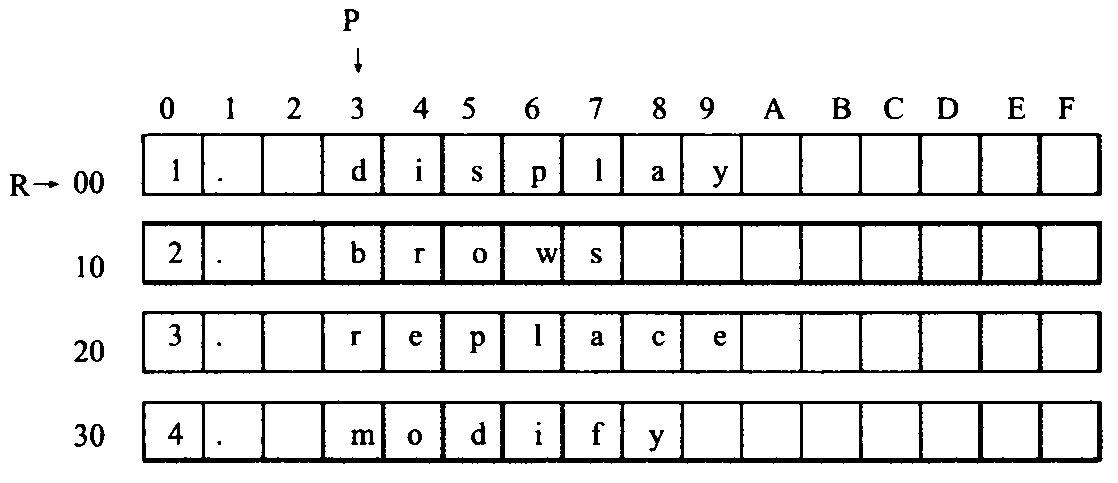 P
↓
0 1 2 3 4 5 6 7 8 9 A B C D E F
R→ 00 1 . d i s p l a y
10 2 . b r o w s
20 3 . r e p l a c e
30 4 . m o d i f y